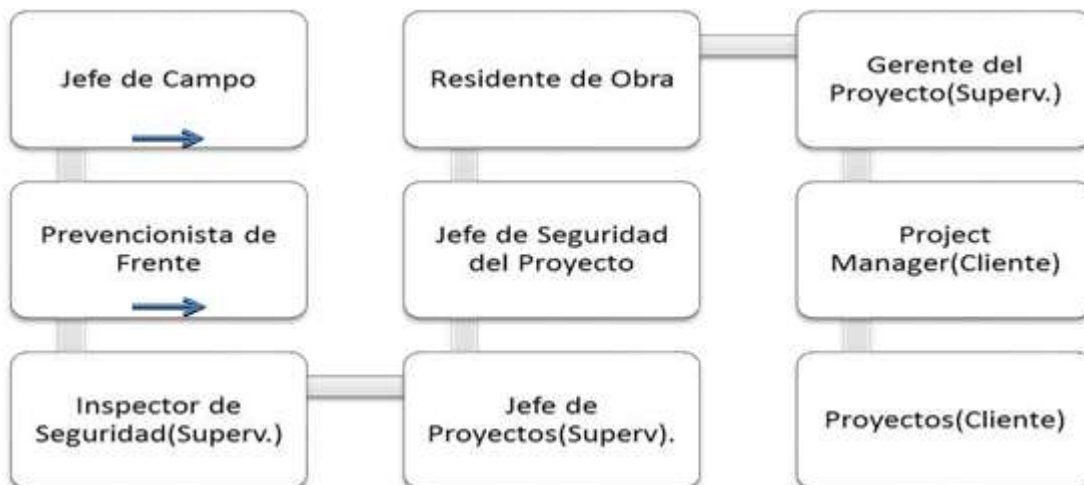 Jefe de Campo
Prevencionista de
Frente
Inspector de
Seguridad(Superv.)
Jefe de
Proyectos(Superv).
Jefe de Seguridad
del Proyecto
Residente de Obra
Gerente del
Proyecto(Superv.)
Project
Manager(Cliente)
Proyectos(Cliente)